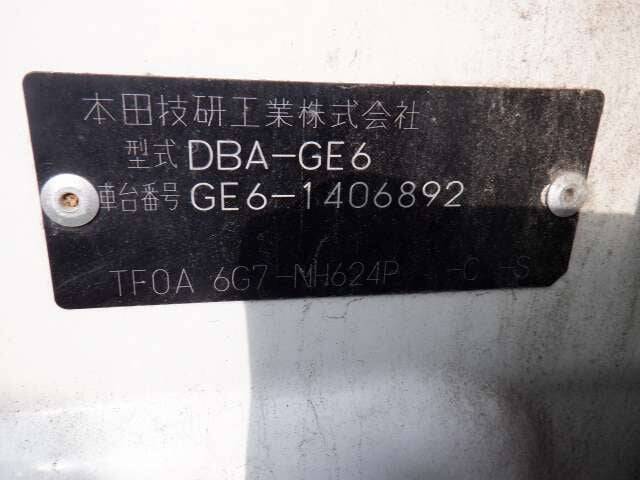 本田技研工業株式会社
型式 DBA-GE6
車台番号 GE6-1406892
TF0A 6G7-NH624P -C -S